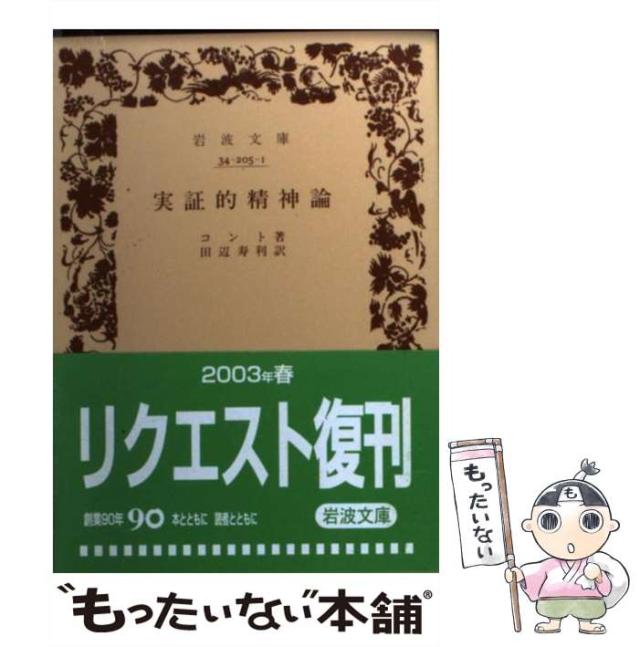 岩波文庫
34-205-1
実証的精神論
コント著
田辺寿利訳
2003年春
リクエスト復刊
創業90年 90 本とともに 読者とともに 岩波文庫
"もったいない"本舗®
もったいない
も